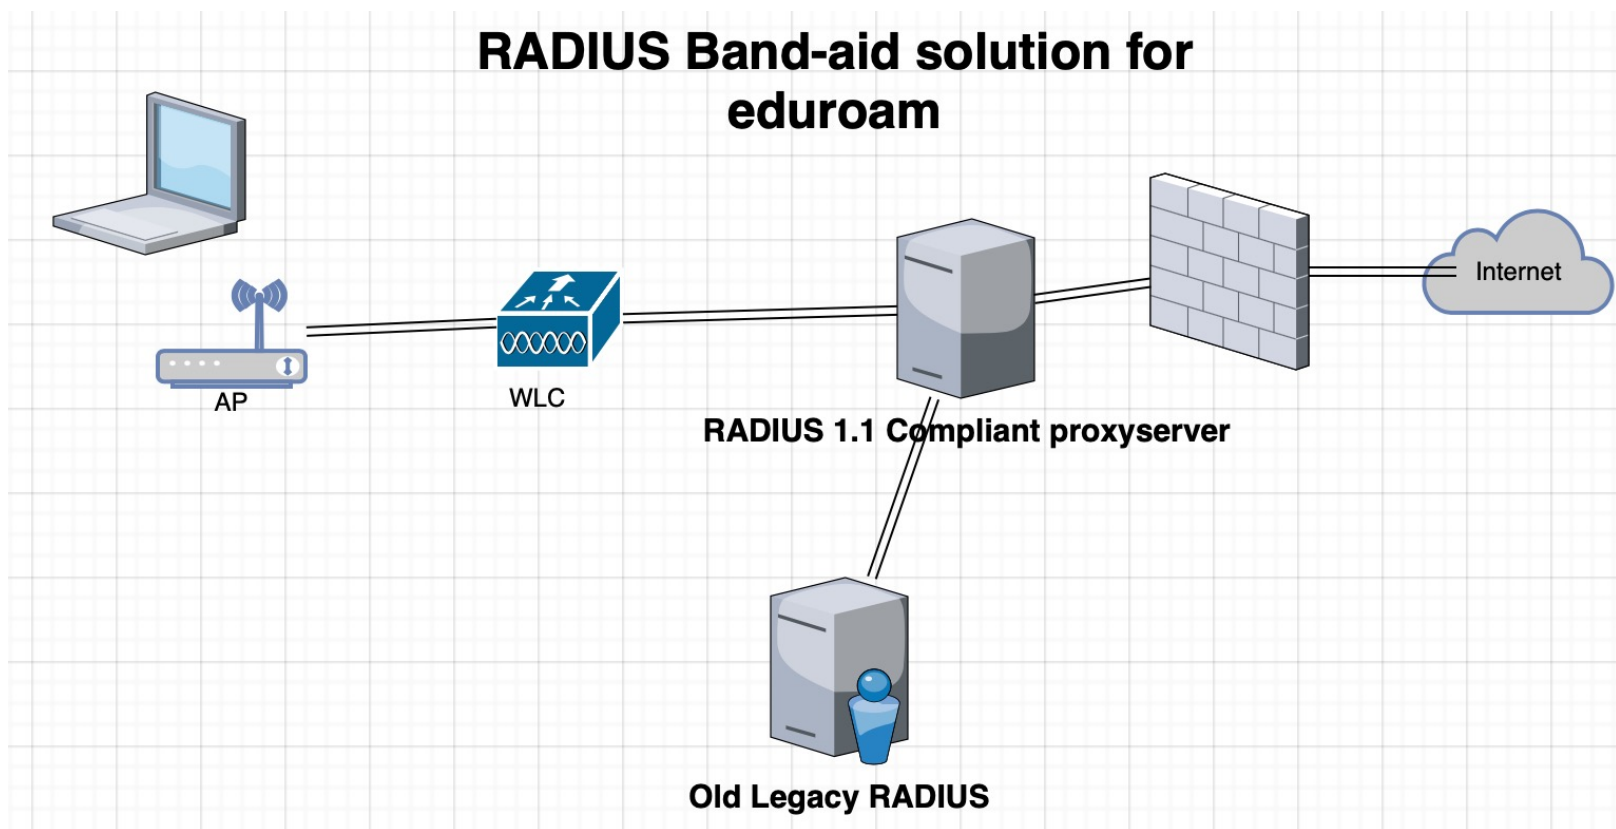 RADIUS Band-aid solution for
eduroam
Internet
AP
WLC
RADIUS 1.1 Compliant proxyserver
Old Legacy RADIUS